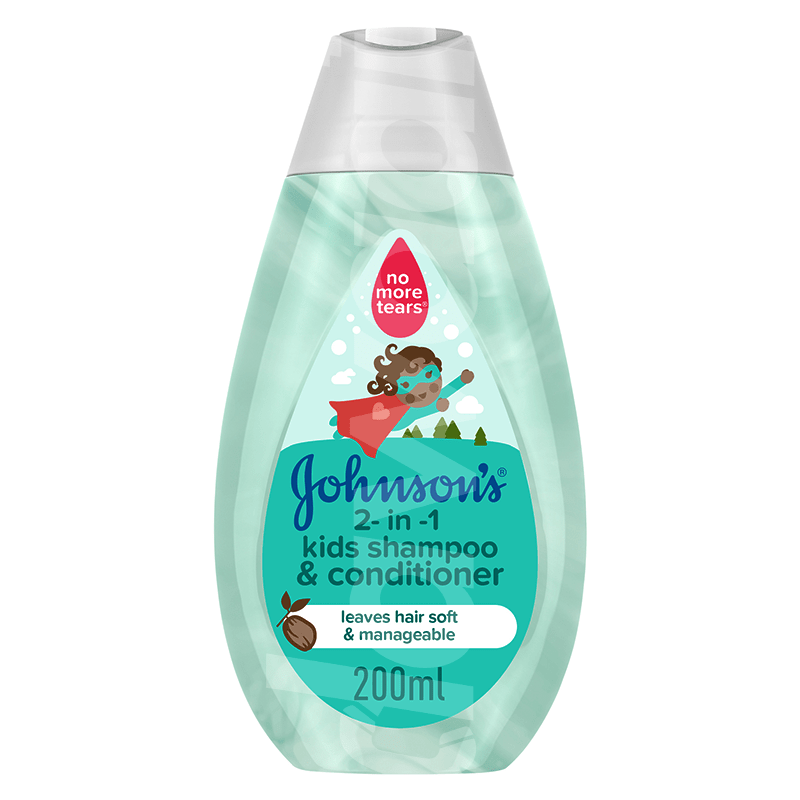 no
more
tears®
Johnson's®
2- in -1
kids shampoo
& conditioner
leaves hair soft
& manageable
200ml